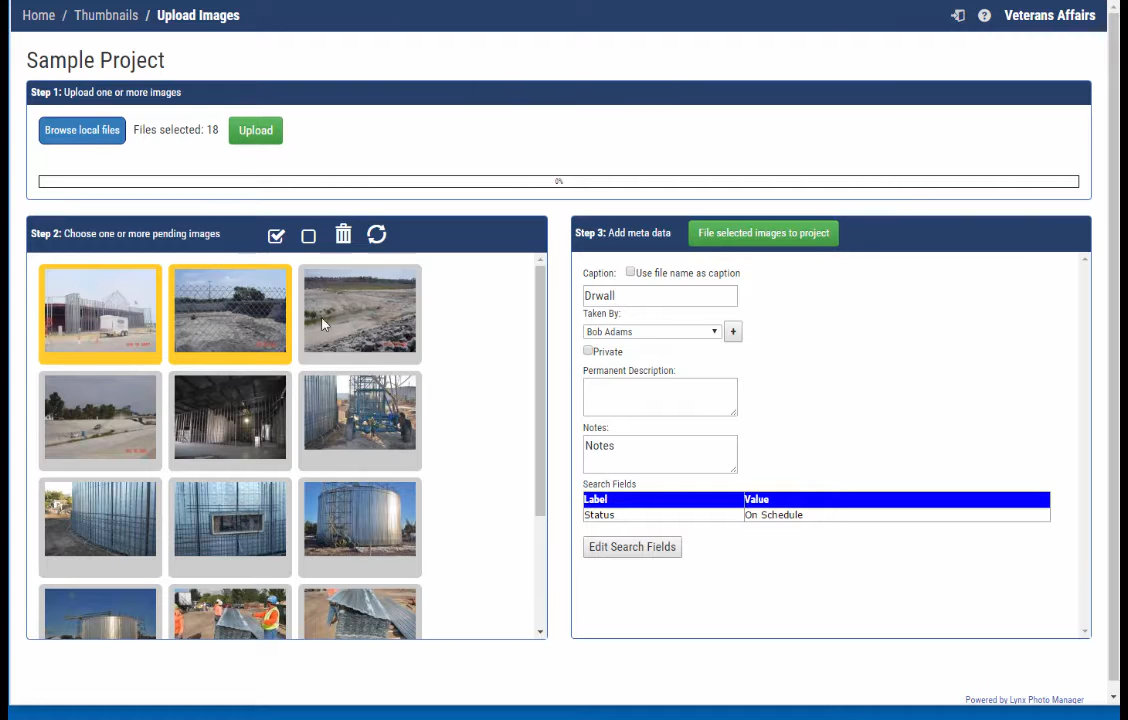 Home / Thumbnails / Upload Images
Veterans Affairs
Sample Project
Step 1: Upload one or more images
Browse local files Files selected: 18 Upload
0%
Step 2: Choose one or more pending images
Step 3: Add meta data File selected images to project
Caption: Use file name as caption
Drwall
Taken By:
Bob Adams +
Private
Permanent Description:
Notes:
Notes
Search Fields
Label Value
Status On Schedule
Edit Search Fields
Powered by Lynx Photo Manager